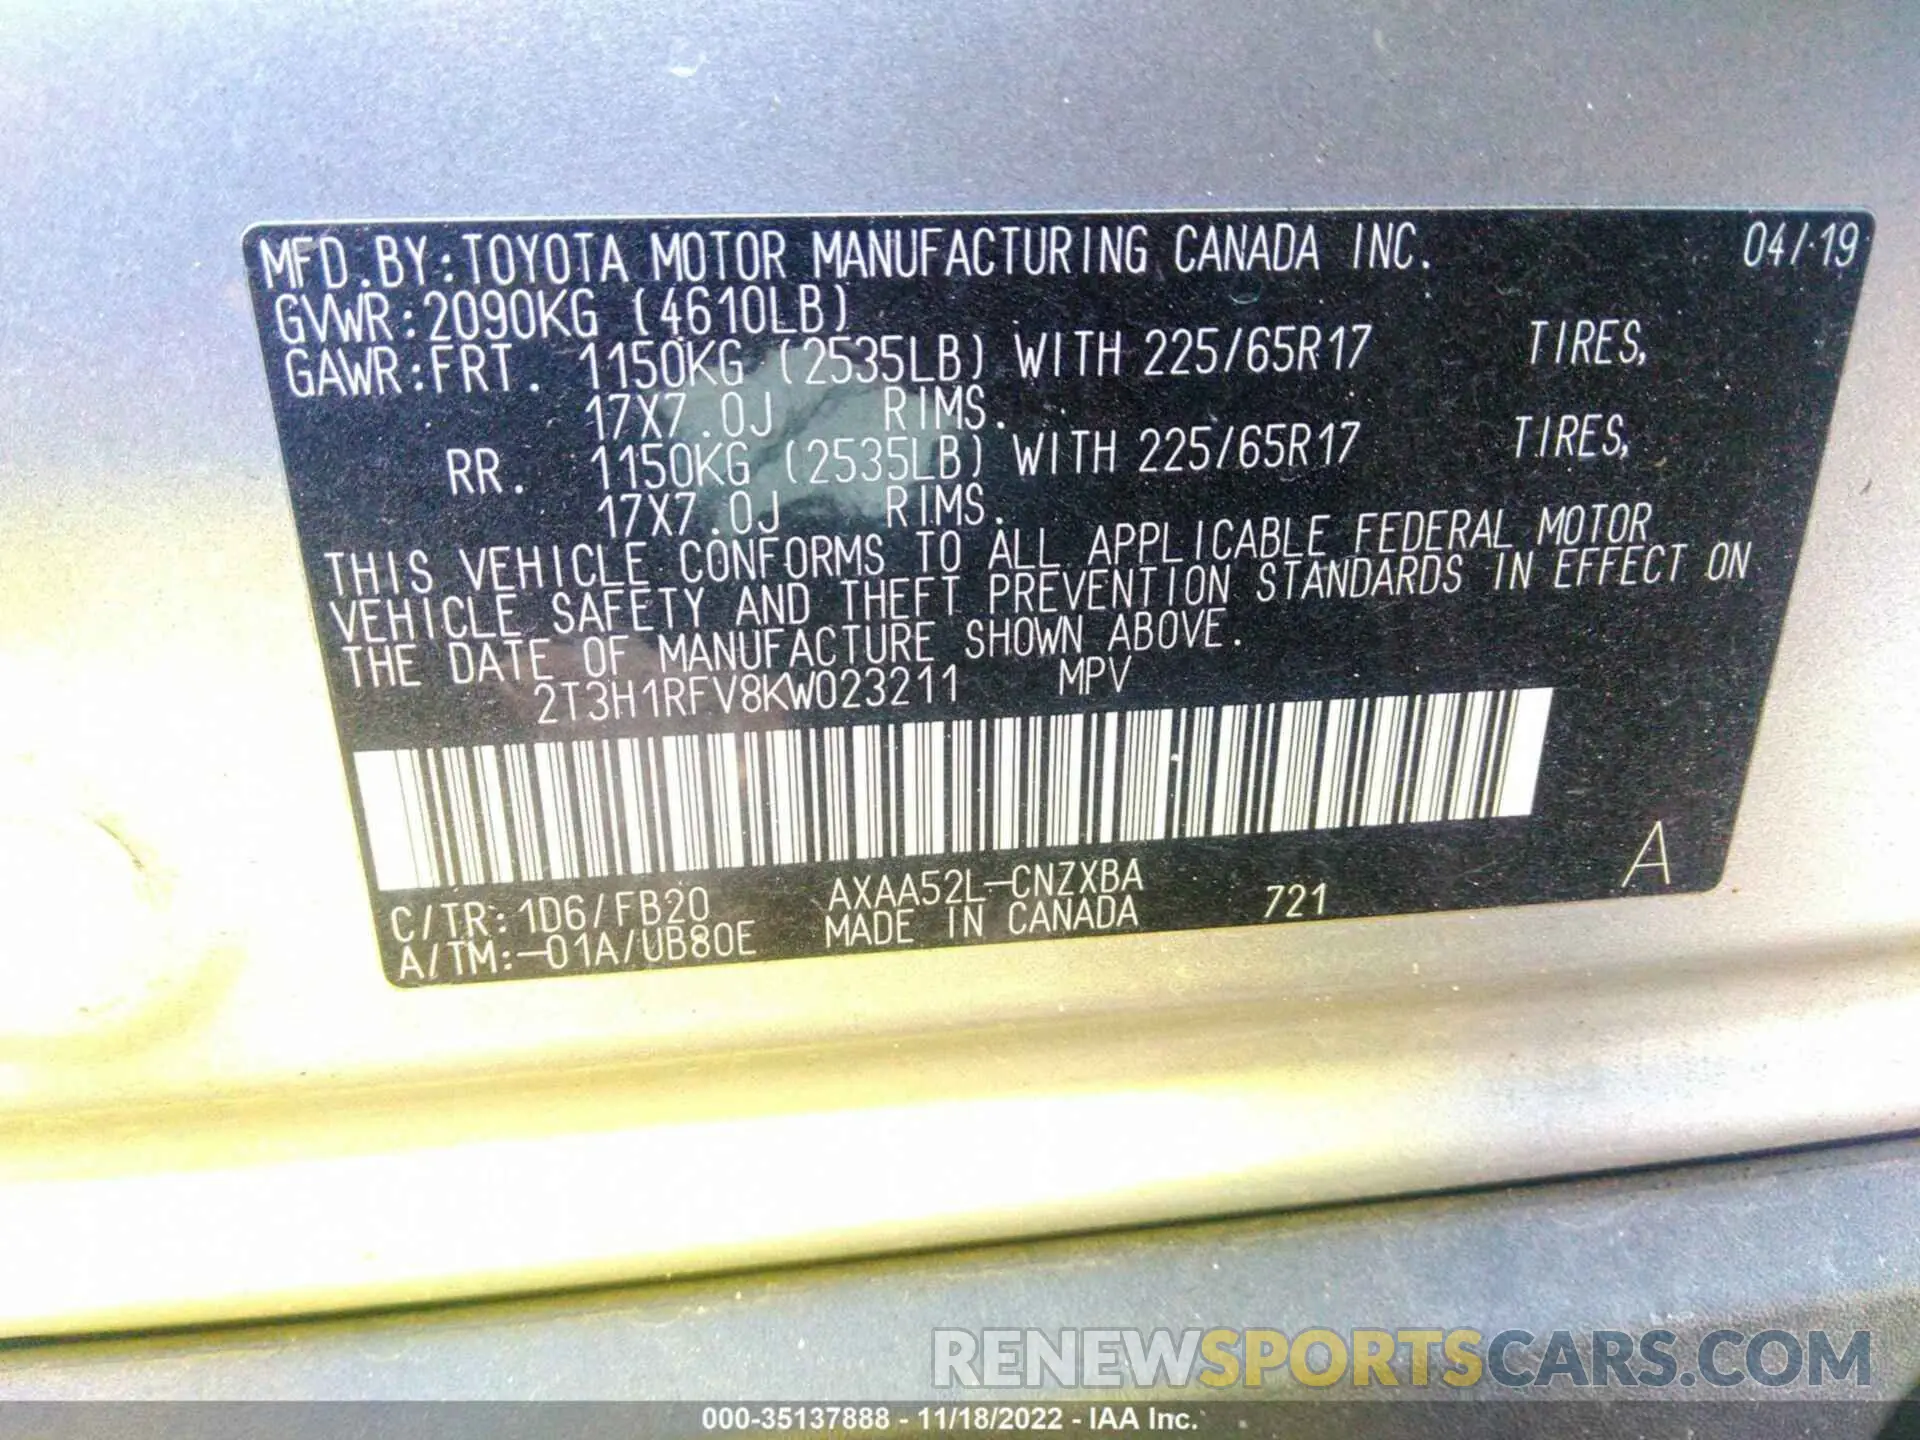 MFD.BY:TOYOTA MOTOR MANUFACTURING CANADA INC. 04/19
GVWR:2090KG (4610LB)
GAWR:FRT. 1150KG (2535LB) WITH 225/65R17 TIRES,
17X7.0J RIMS.
RR. 1150KG (2535LB) WITH 225/65R17 TIRES,
17X7.0J RIMS.
THIS VEHICLE CONFORMS TO ALL APPLICABLE FEDERAL MOTOR
VEHICLE SAFETY AND THEFT PREVENTION STANDARDS IN EFFECT ON
THE DATE OF MANUFACTURE SHOWN ABOVE.
2T3H1RFV8KW023211 MPV
C/TR:1D6/FB20 AXAA52L-CNZXBA 721 A
A/TM:-01A/UB80E MADE IN CANADA
RENEWSPORTSCARS.COM
000-35137888 - 11/18/2022 - IAA Inc.